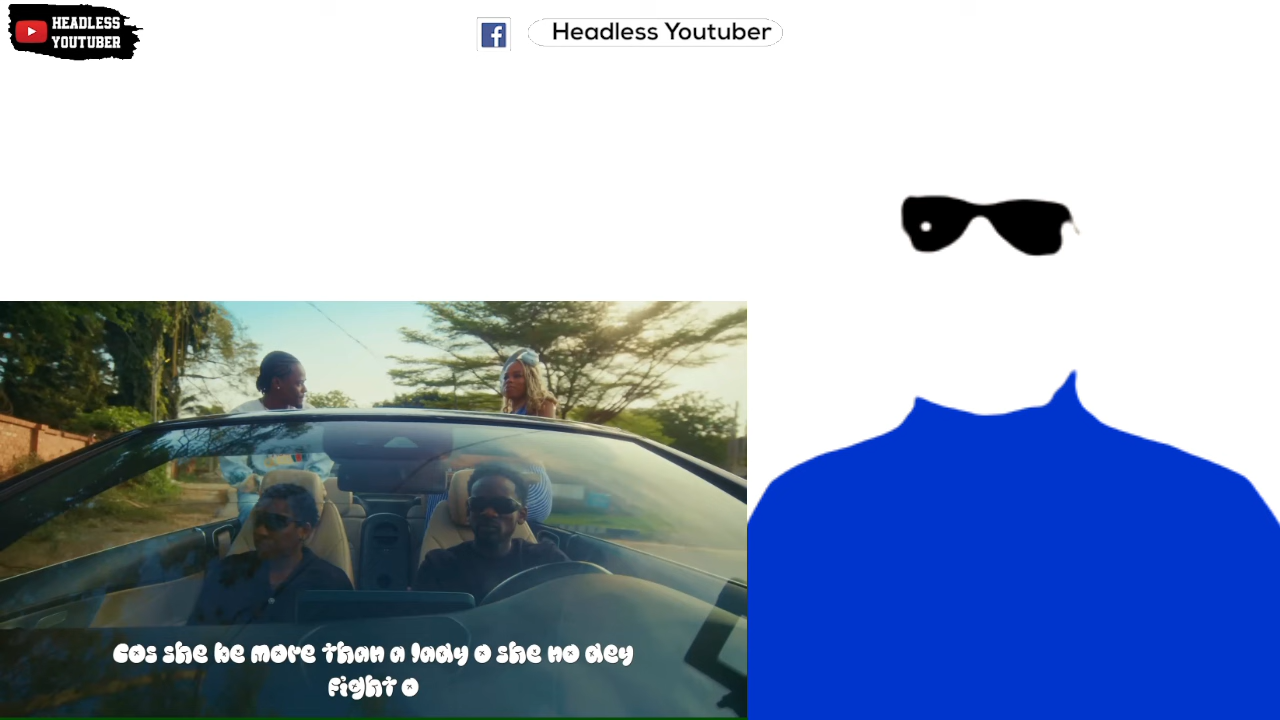 HEADLESS
YOUTUBER
Headless Youtuber
Cos she be more than a lady o she no dey
Fight o